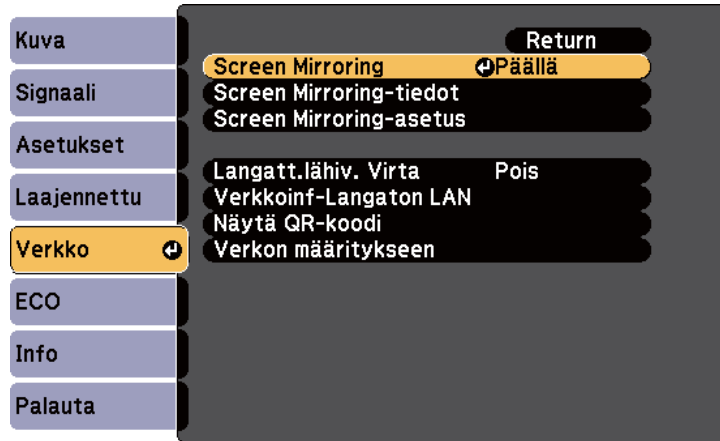 Kuva
Signaali
Asetukset
Laajennettu
Verkko
ECO
Info
Palauta
Return
Screen Mirroring Päällä
Screen Mirroring-tiedot
Screen Mirroring-asetus
Langatt.lähiv. Virta Pois
Verkkoinf-Langaton LAN
Näytä QR-koodi
Verkon määritykseen